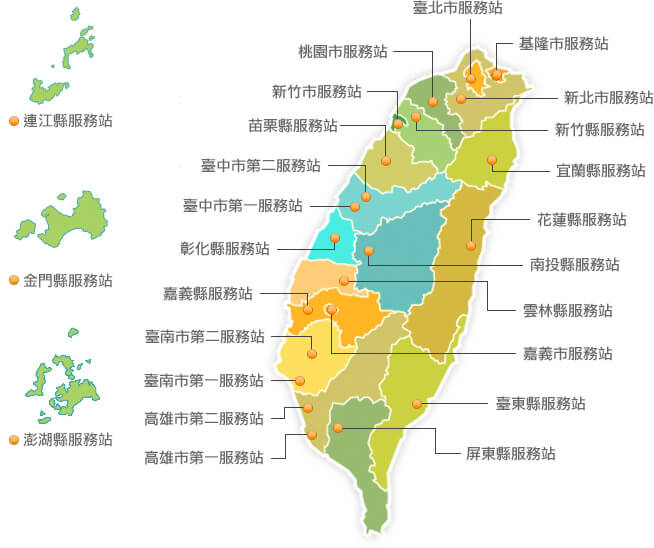 臺北市服務站
基隆市服務站
桃園市服務站
新竹市服務站
新北市服務站
連江縣服務站
苗栗縣服務站
新竹縣服務站
臺中市第二服務站
宜蘭縣服務站
臺中市第一服務站
花蓮縣服務站
彰化縣服務站
南投縣服務站
金門縣服務站
嘉義縣服務站
雲林縣服務站
臺南市第二服務站
嘉義市服務站
臺南市第一服務站
臺東縣服務站
高雄市第二服務站
澎湖縣服務站
高雄市第一服務站
屏東縣服務站